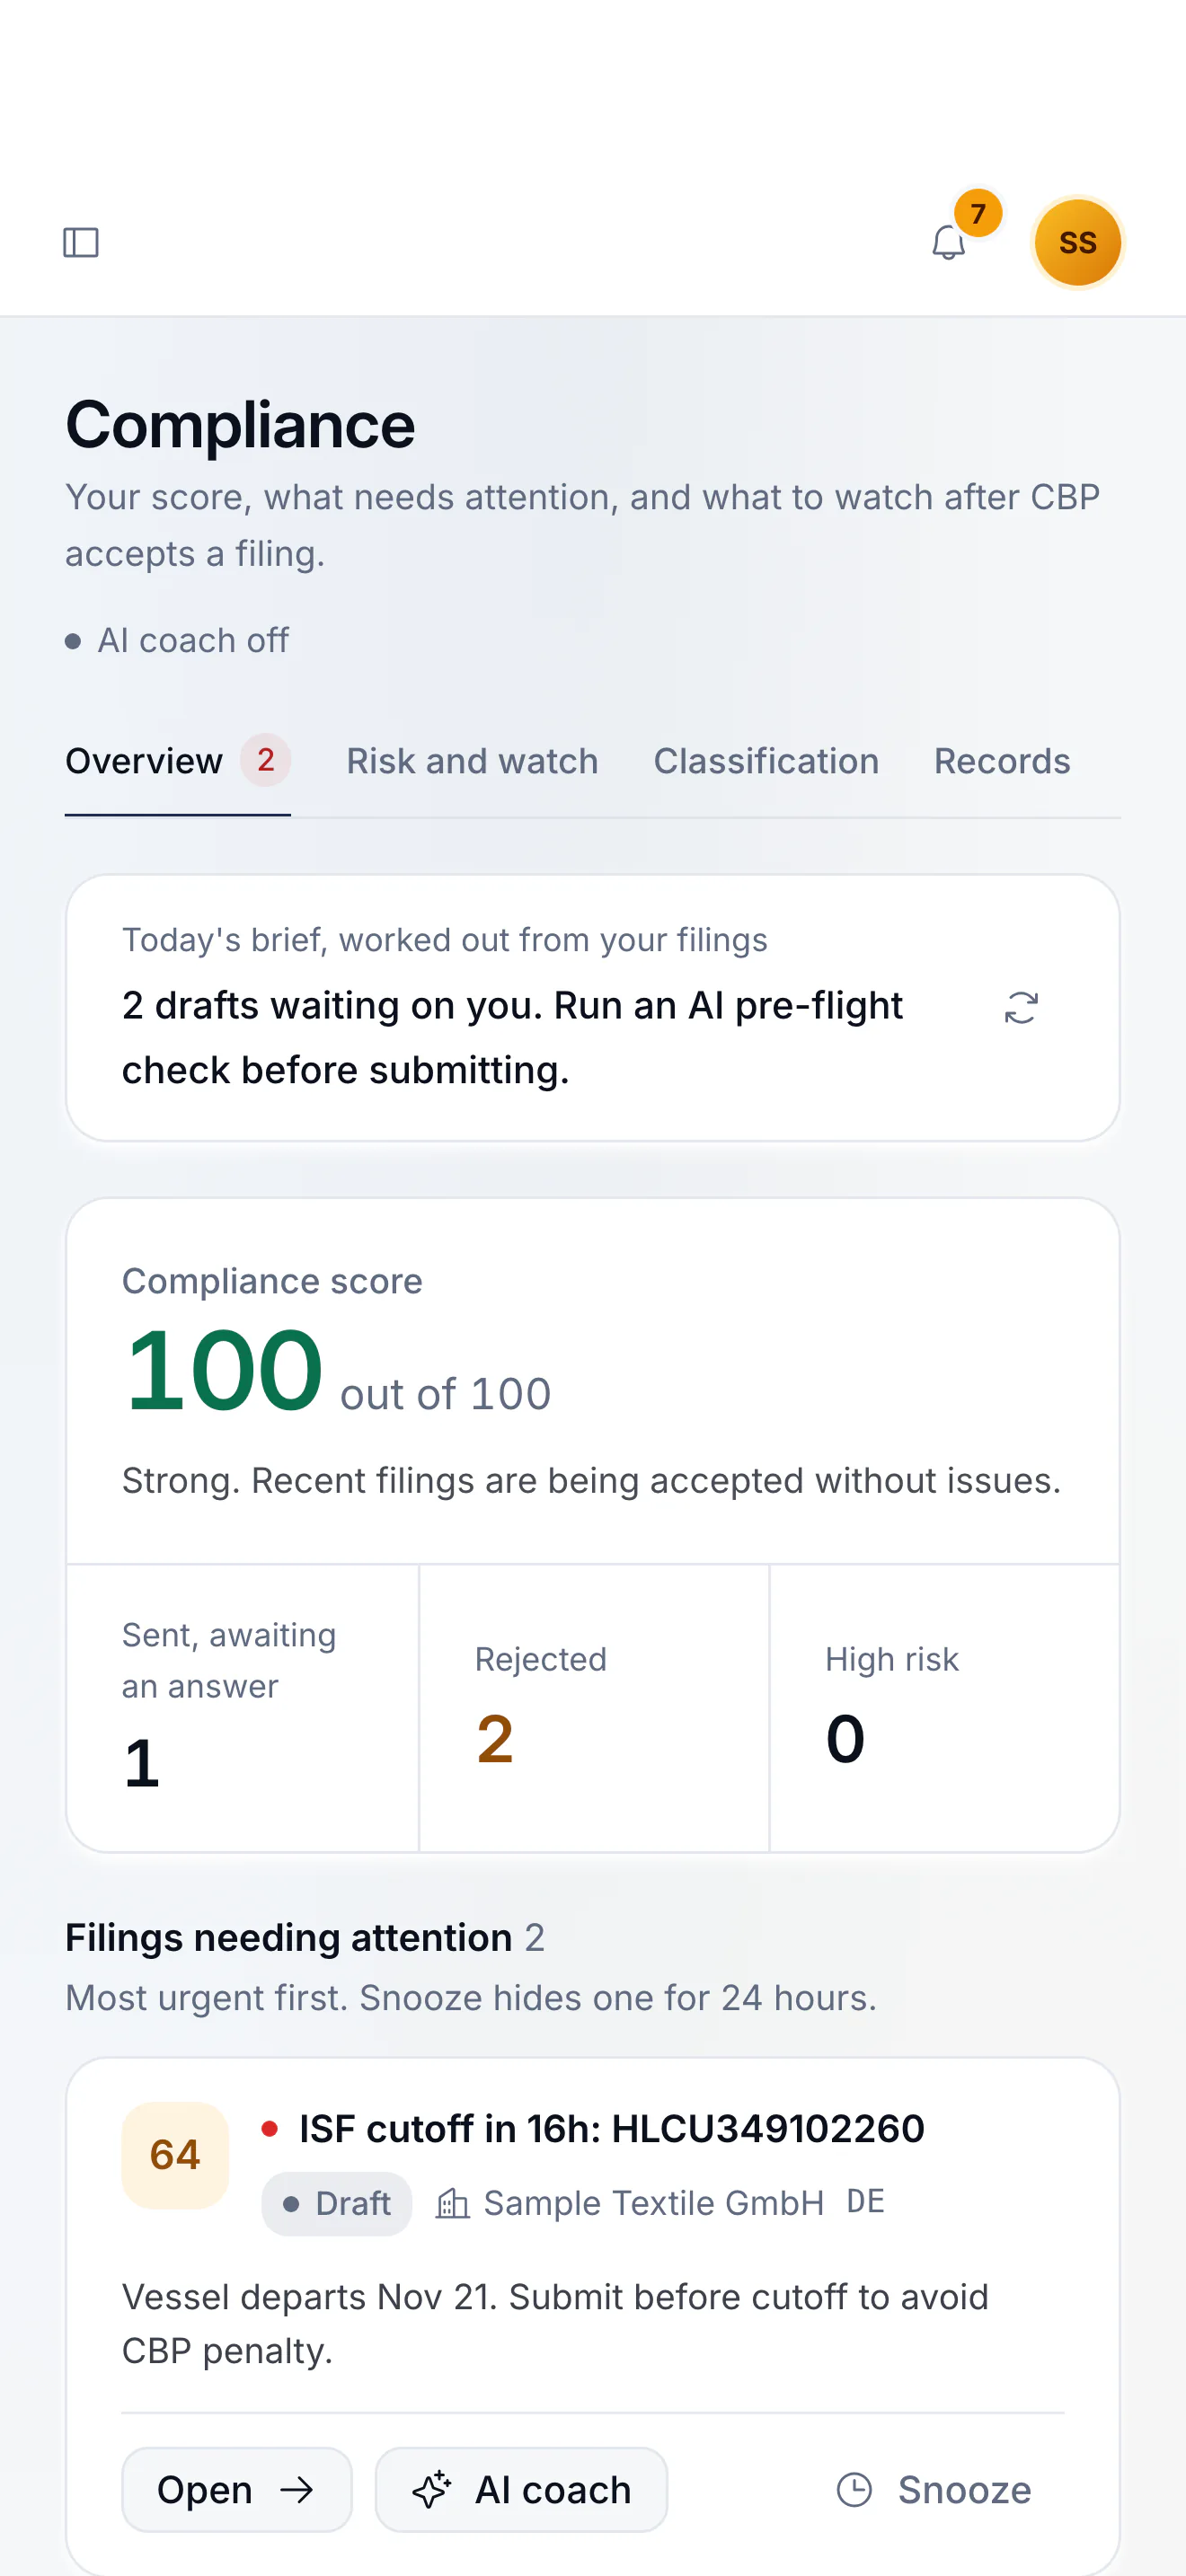 7
SS
Compliance
Your score, what needs attention, and what to watch after CBP
accepts a filing.
AI coach off
Overview 2 Risk and watch Classification Records
Today's brief, worked out from your filings
2 drafts waiting on you. Run an AI pre-flight
check before submitting.
Compliance score
100 out of 100
Strong. Recent filings are being accepted without issues.
Sent, awaiting
an answer
1
Rejected
2
High risk
0
Filings needing attention 2
Most urgent first. Snooze hides one for 24 hours.
64
ISF cutoff in 16h: HLCU349102260
Draft Sample Textile GmbH DE
Vessel departs Nov 21. Submit before cutoff to avoid
CBP penalty.
Open AI coach Snooze